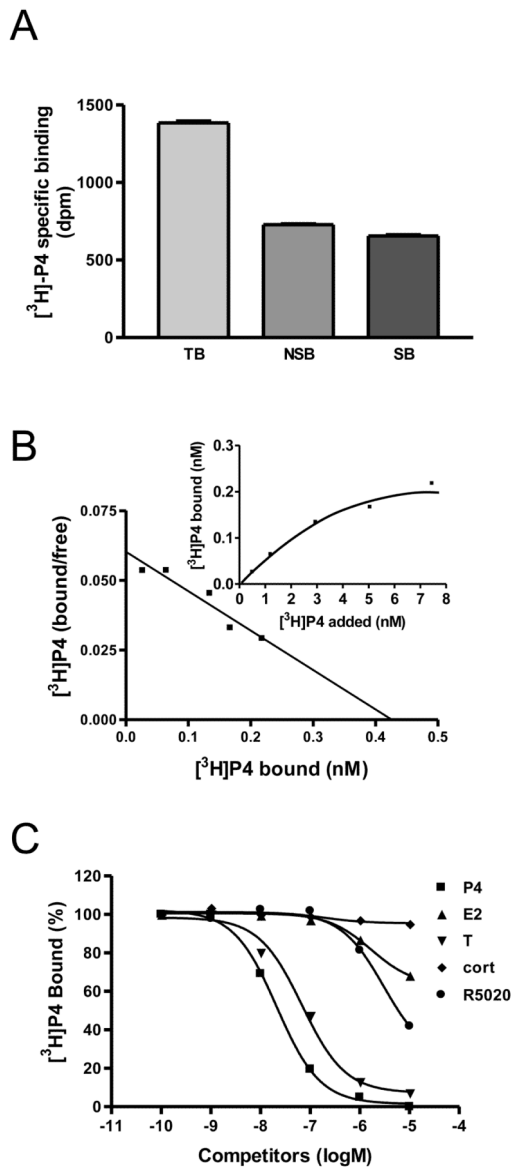 A
[³H]-P4 specific binding
(dpm)
1500
1000
500
0
TB NSB SB
B
[³H]P4 (bound/free)
0.075
0.050
0.025
0.000
0.0 0.1 0.2 0.3 0.4 0.5
[³H]P4 bound (nM)
[³H]P4 bound (nM)
0.3
0.2
0.1
0.0
0 1 2 3 4 5 6 7 8
[³H]P4 added (nM)
C
[³H]P4 Bound (%)
120
100
80
60
40
20
0
-11 -10 -9 -8 -7 -6 -5 -4
Competitors (logM)
P4
E2
T
cort
R5020